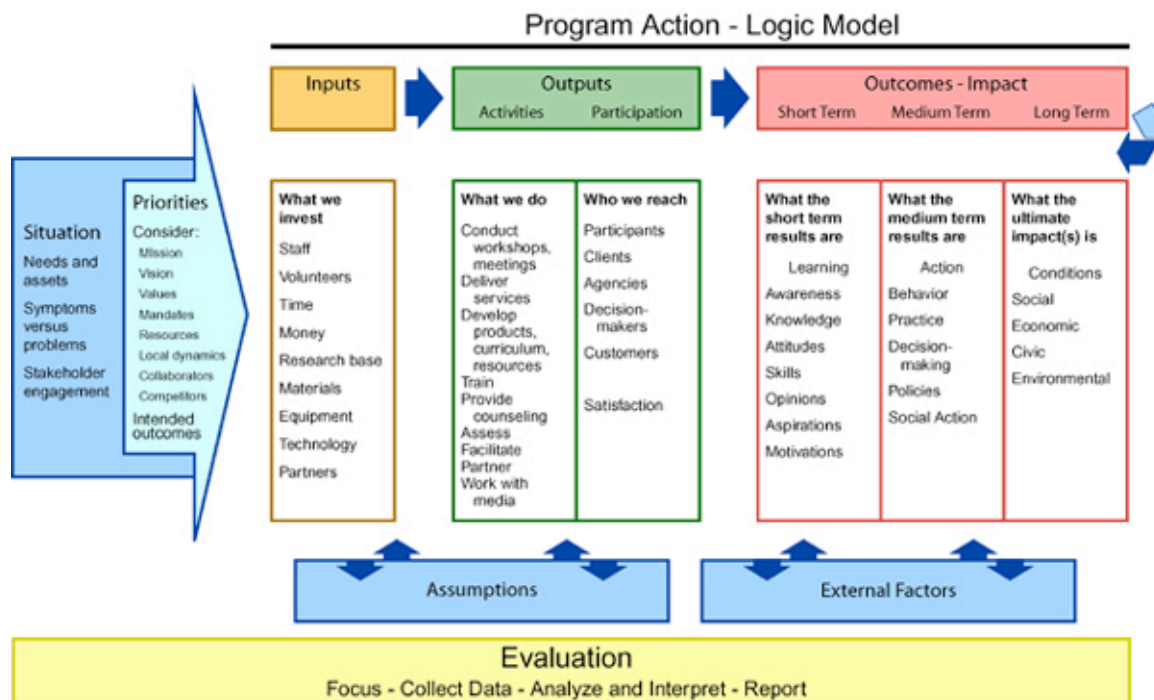 Program Action - Logic Model
Inputs
Outputs
Activities
Participation
Outcomes - Impact
Short Term
Medium Term
Long Term
Situation
Needs and
assets
Symptoms
versus
problems
Stakeholder
engagement
Priorities
Consider:
Mission
Vision
Values
Mandates
Resources
Local dynamics
Collaborators
Competitors
Intended
outcomes
What we
invest
Staff
Volunteers
Time
Money
Research base
Materials
Equipment
Technology
Partners
What we do
Conduct
workshops,
meetings
Deliver
services
Develop
products,
curriculum,
resources
Train
Provide
counseling
Assess
Facilitate
Partner
Work with
media
Who we reach
Participants
Clients
Agencies
Decision-
makers
Customers
Satisfaction
What the
short term
results are
Learning
Awareness
Knowledge
Attitudes
Skills
Opinions
Aspirations
Motivations
What the
medium term
results are
Action
Behavior
Practice
Decision-
making
Policies
Social Action
What the
ultimate
impact(s) is
Conditions
Social
Economic
Civic
Environmental
Assumptions
External Factors
Evaluation
Focus - Collect Data - Analyze and Interpret - Report